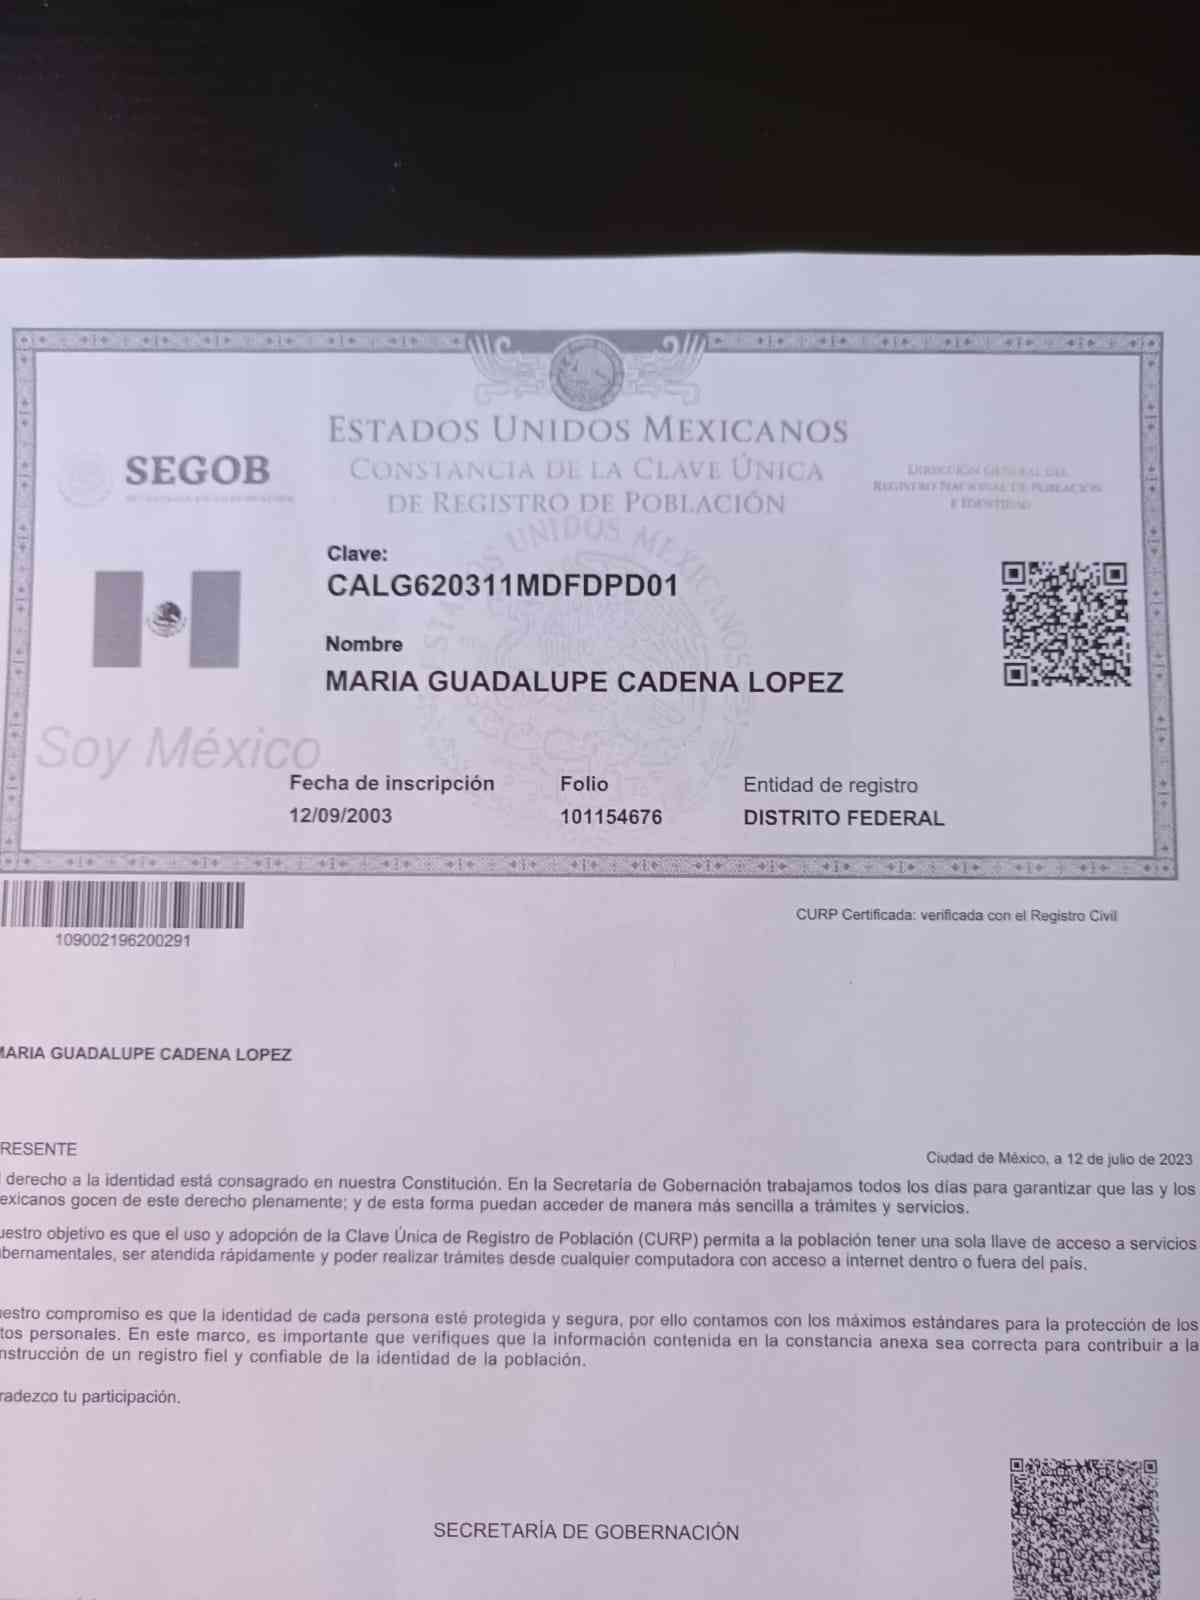 ESTADOS UNIDOS MEXICANOS
CONSTANCIA DE LA CLAVE ÚNICA
DE REGISTRO DE POBLACIÓN
SEGOB
DIRECCIÓN GENERAL DEL
REGISTRO NACIONAL DE POBLACIÓN
E IDENTIDAD
Clave:
CALG620311MDFDPD01
Nombre
MARIA GUADALUPE CADENA LOPEZ
Soy México
Fecha de inscripción
Folio
Entidad de registro
12/09/2003
101154676
DISTRITO FEDERAL
109002196200291
CURP Certificada: verificada con el Registro Civil
MARIA GUADALUPE CADENA LOPEZ
RESENTE
Ciudad de México, a 12 de julio de 2023
derecho a la identidad está consagrado en nuestra Constitución. En la Secretaría de Gobernación trabajamos todos los días para garantizar que las y los
exicanos gocen de este derecho plenamente; y de esta forma puedan acceder de manera más sencilla a trámites y servicios.
uestro objetivo es que el uso y adopción de la Clave Única de Registro de Población (CURP) permita a la población tener una sola llave de acceso a servicios
bernamentales, ser atendida rápidamente y poder realizar trámites desde cualquier computadora con acceso a internet dentro o fuera del país.
uestro compromiso es que la identidad de cada persona esté protegida y segura, por ello contamos con los máximos estándares para la protección de los
tos personales. En este marco, es importante que verifiques que la información contenida en la constancia anexa sea correcta para contribuir a la
nstrucción de un registro fiel y confiable de la identidad de la población.
radezco tu participación.
SECRETARÍA DE GOBERNACIÓN